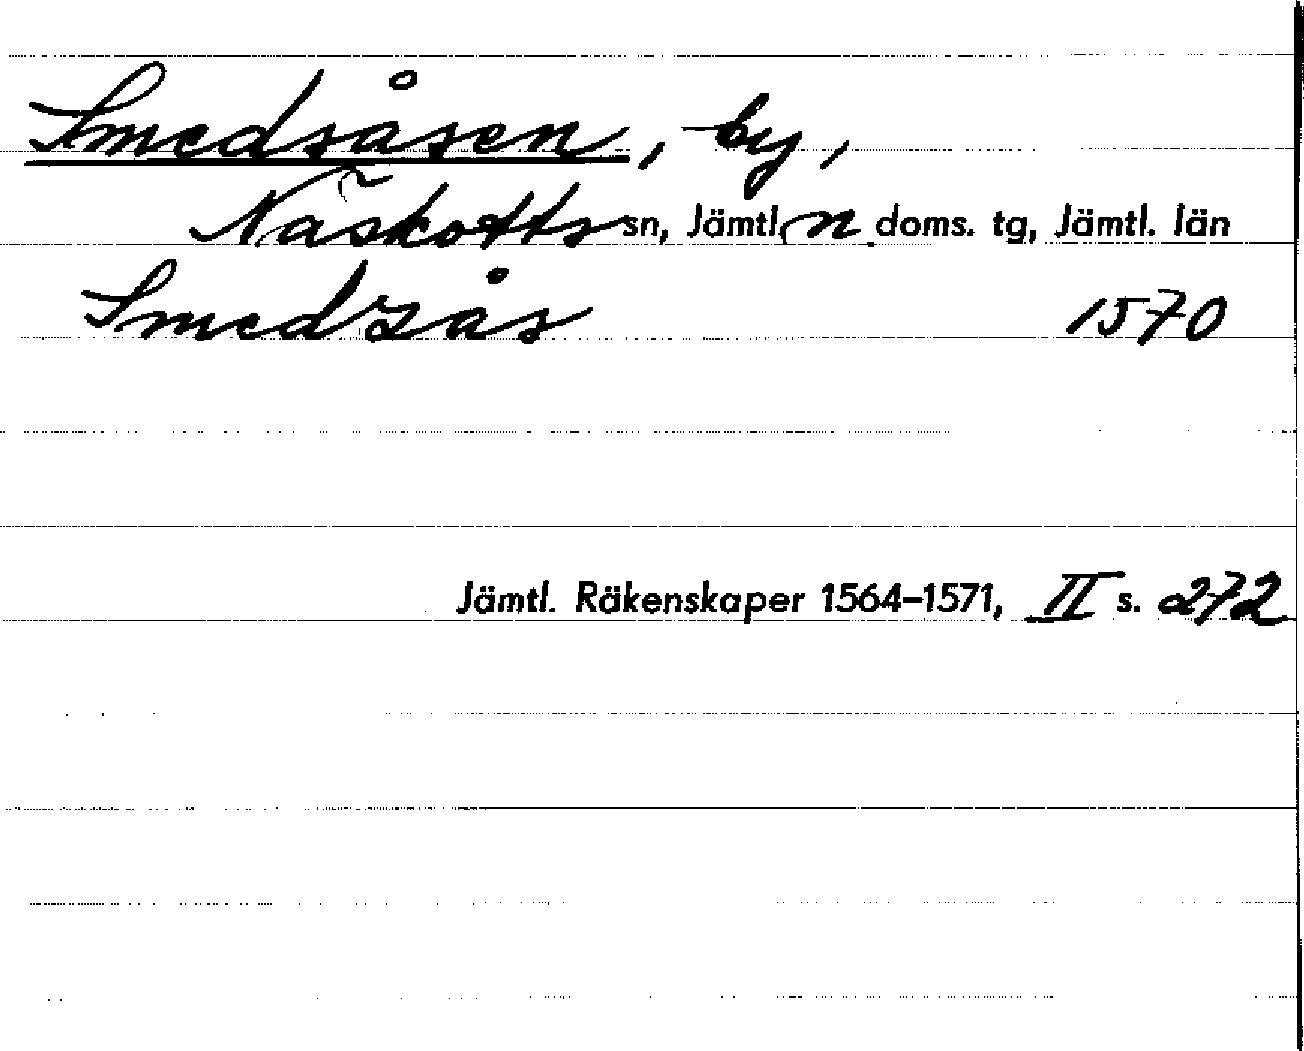 Smedsåsen, by,
Näskotts sn, Jämtl. n doms. tg, Jämtl. län
Smedzås 1570
Jämtl. Räkenskaper 1564-1571, II s. 272